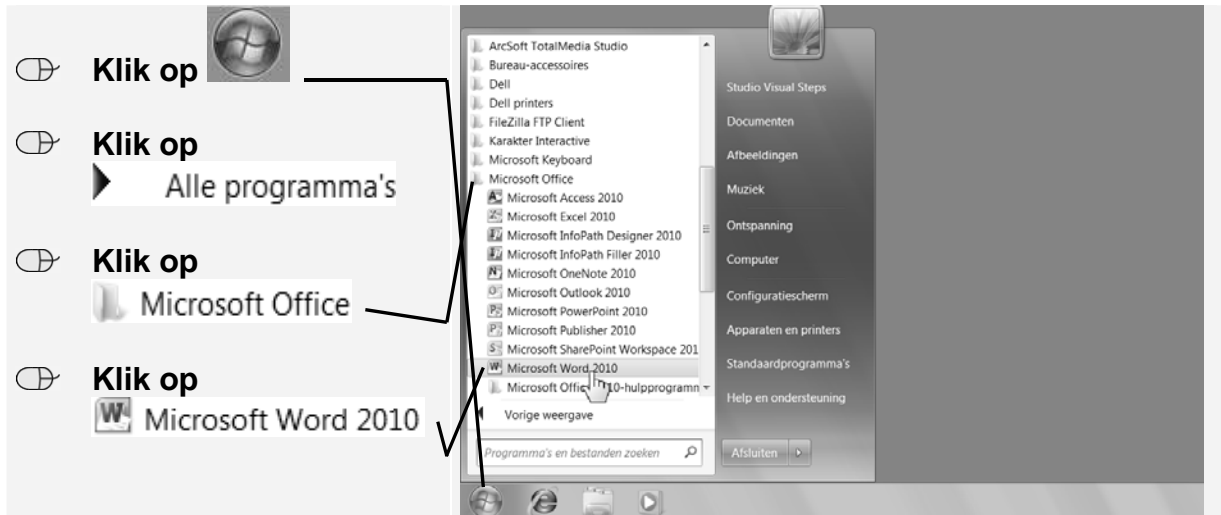 Klik op
Klik op
Alle programma's
Klik op
Microsoft Office
Klik op
Microsoft Word 2010
ArcSoft TotalMedia Studio
Bureau-accessoires
Dell
Dell printers
FileZilla FTP Client
Karakter Interactive
Microsoft Keyboard
Microsoft Office
Microsoft Access 2010
Microsoft Excel 2010
Microsoft InfoPath Designer 2010
Microsoft InfoPath Filler 2010
Microsoft OneNote 2010
Microsoft Outlook 2010
Microsoft PowerPoint 2010
Microsoft Publisher 2010
Microsoft SharePoint Workspace 201
Microsoft Word 2010
Microsoft Offic 10-hulpprogramm
Vorige weergave
Programma's en bestanden zoeken
Studio Visual Steps
Documenten
Afbeeldingen
Muziek
Ontspanning
Computer
Configuratiescherm
Apparaten en printers
Standaardprogramma's
Help en ondersteuning
Afsluiten